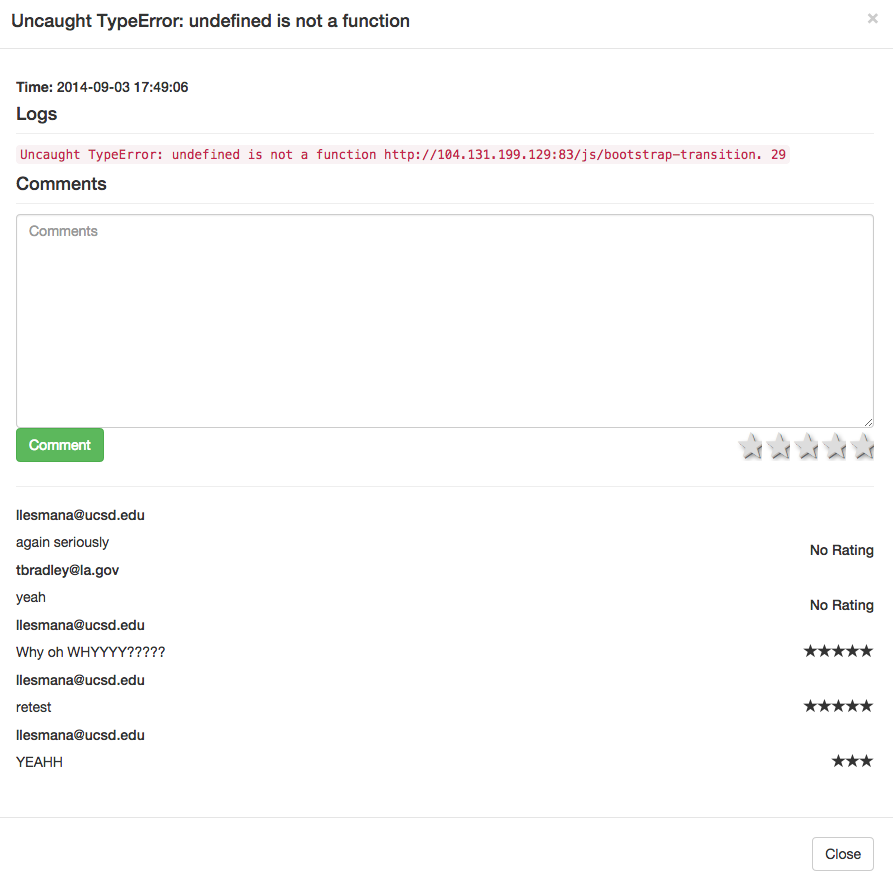 Uncaught TypeError: undefined is not a function ×
Time: 2014-09-03 17:49:06
Logs
Uncaught TypeError: undefined is not a function http://104.131.199.129:83/js/bootstrap-transition. 29
Comments
Comments
Comment
llesmana@ucsd.edu
again seriously
No Rating
tbradley@la.gov
yeah
No Rating
llesmana@ucsd.edu
Why oh WHYYYY????? ★★★★★
llesmana@ucsd.edu
retest ★★★★★
llesmana@ucsd.edu
YEAHH ★★★
Close